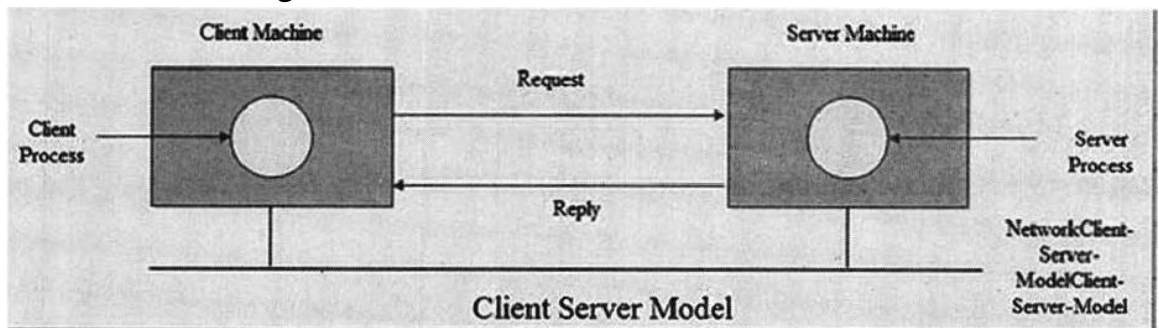 Client Machine
Server Machine
Request
Client
Process
Server
Process
Reply
NetworkClient-
Server-
ModelClient-
Server-Model
Client Server Model